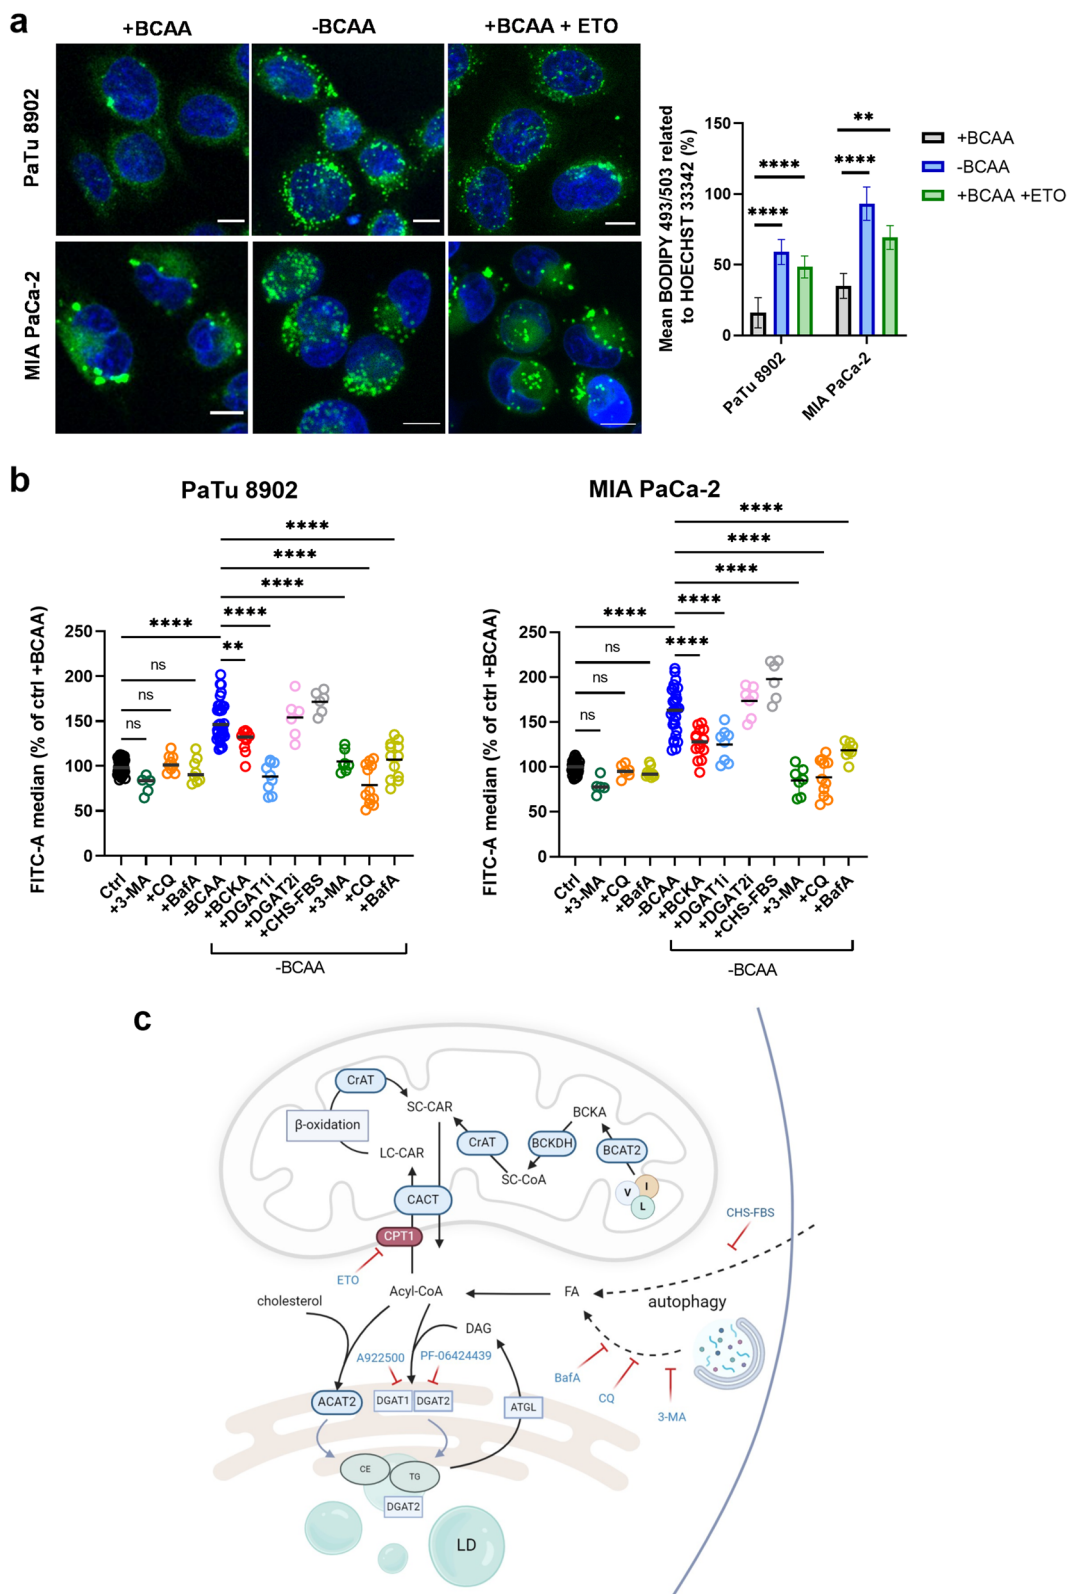 a
+BCAA
-BCAA
+BCAA + ETO
PaTu 8902
MIA PaCa-2
Mean BODIPY 493/503 related
to HOECHST 33342 (%)
150
100
50
0
****
****
****
**
PaTu 8902
MIA PaCa-2
+BCAA
-BCAA
+BCAA +ETO
b
PaTu 8902
FITC-A median (% of ctrl +BCAA)
250
200
150
100
50
0
****
****
****
****
****
**
ns
ns
ns
Ctrl
+3-MA
+CQ
+BafA
-BCAA
+BCKA
+DGAT1i
+DGAT2i
+CHS-FBS
+3-MA
+CQ
+BafA
-BCAA
MIA PaCa-2
FITC-A median (% of ctrl +BCAA)
250
200
150
100
50
0
****
****
****
****
****
****
ns
ns
ns
Ctrl
+3-MA
+CQ
+BafA
-BCAA
+BCKA
+DGAT1i
+DGAT2i
+CHS-FBS
+3-MA
+CQ
+BafA
-BCAA
c
CrAT
SC-CAR
BCKA
β-oxidation
CrAT
BCKDH
BCAT2
LC-CAR
SC-CoA
V
I
L
CACT
CPT1
CHS-FBS
ETO
Acyl-CoA
FA
cholesterol
autophagy
DAG
A922500
PF-06424439
BafA
CQ
3-MA
ACAT2
DGAT1
DGAT2
ATGL
CE
TG
DGAT2
LD